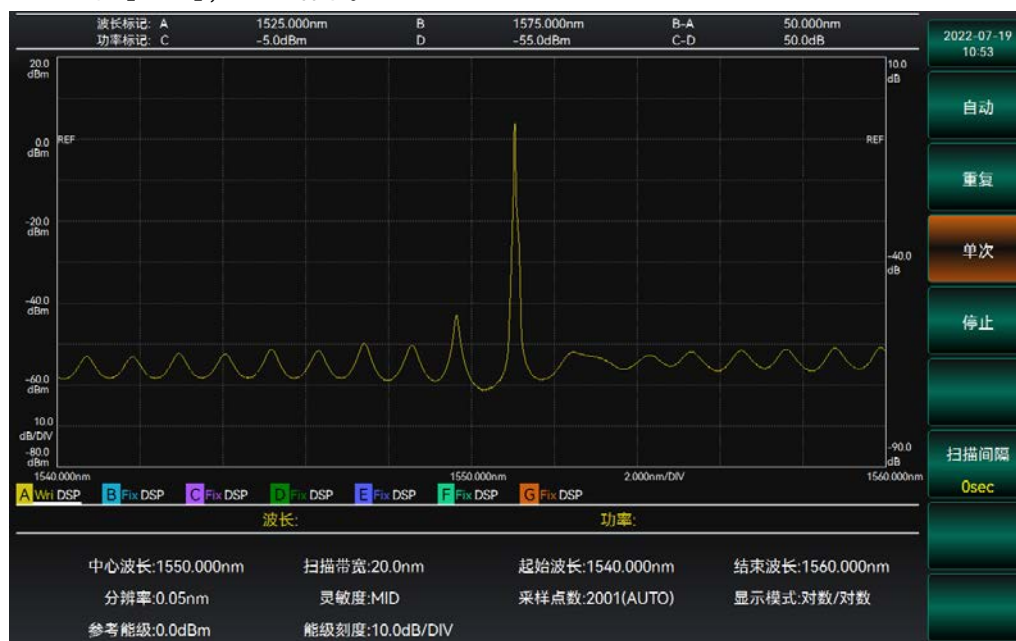 波长标记: A 1525.000nm B 1575.000nm B-A 50.000nm
功率标记: C -5.0dBm D -55.0dBm C-D 50.0dB
2022-07-19
10:53
自动
重复
单次
停止
扫描间隔
0sec
20.0
dBm
10.0
dB
0.0
dBm
REF
REF
-20.0
dBm
-40.0
dB
-40.0
dBm
-60.0
dBm
10.0
dB/DIV
-80.0
dBm
-90.0
dB
1540.000nm 1550.000nm 2.000nm/DIV 1560.000nm
A Wri DSP B Fix DSP C Fix DSP D Fix DSP E Fix DSP F Fix DSP G Fix DSP
波长: 功率:
中心波长:1550.000nm 扫描带宽:20.0nm 起始波长:1540.000nm 结束波长:1560.000nm
分辨率:0.05nm 灵敏度:MID 采样点数:2001(AUTO) 显示模式:对数/对数
参考能级:0.0dBm 能级刻度:10.0dB/DIV